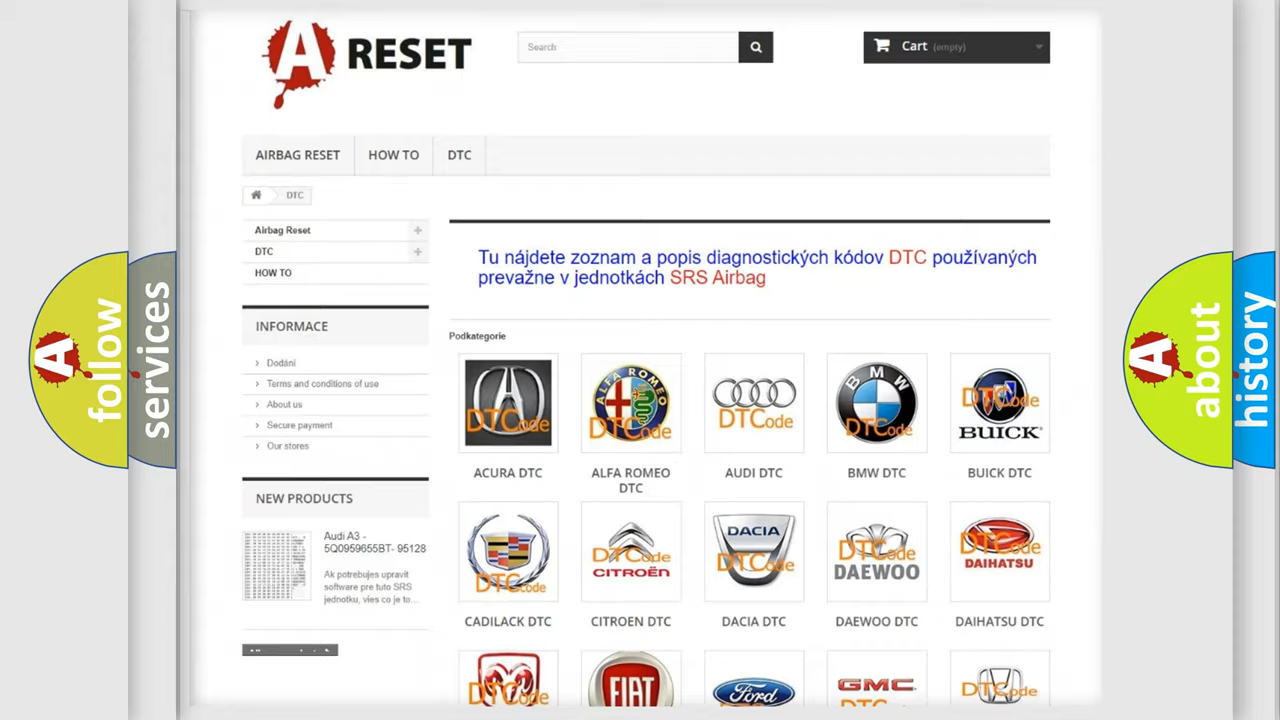 A RESET
Search
Cart (empty)
AIRBAG RESET
HOW TO
DTC
DTC
Airbag Reset
DTC
HOW TO
Tu nájdete zoznam a popis diagnostických kódov DTC používaných
prevažne v jednotkách SRS Airbag
INFORMACE
Dodání
Terms and conditions of use
About us
Secure payment
Our stores
Podkategorie
DTCode
ALFA ROMEO
DTCode
DTCode
BMW
DTCode
DTCode
BUICK
ACURA DTC
ALFA ROMEO
DTC
AUDI DTC
BMW DTC
BUICK DTC
NEW PRODUCTS
Audi A3 -
5Q0959655BT- 95128
Ak potrebujes upravit
software pre tuto SRS
jednotku, vies co je to...
DTCode
DTCode
CITROËN
DACIA
DTCode
DTCode
DAEWOO
DTCode
DAIHATSU
CADILACK DTC
CITROEN DTC
DACIA DTC
DAEWOO DTC
DAIHATSU DTC
DTCode
FIAT
Ford
GMC
DTCode
A follow
services
A about
history